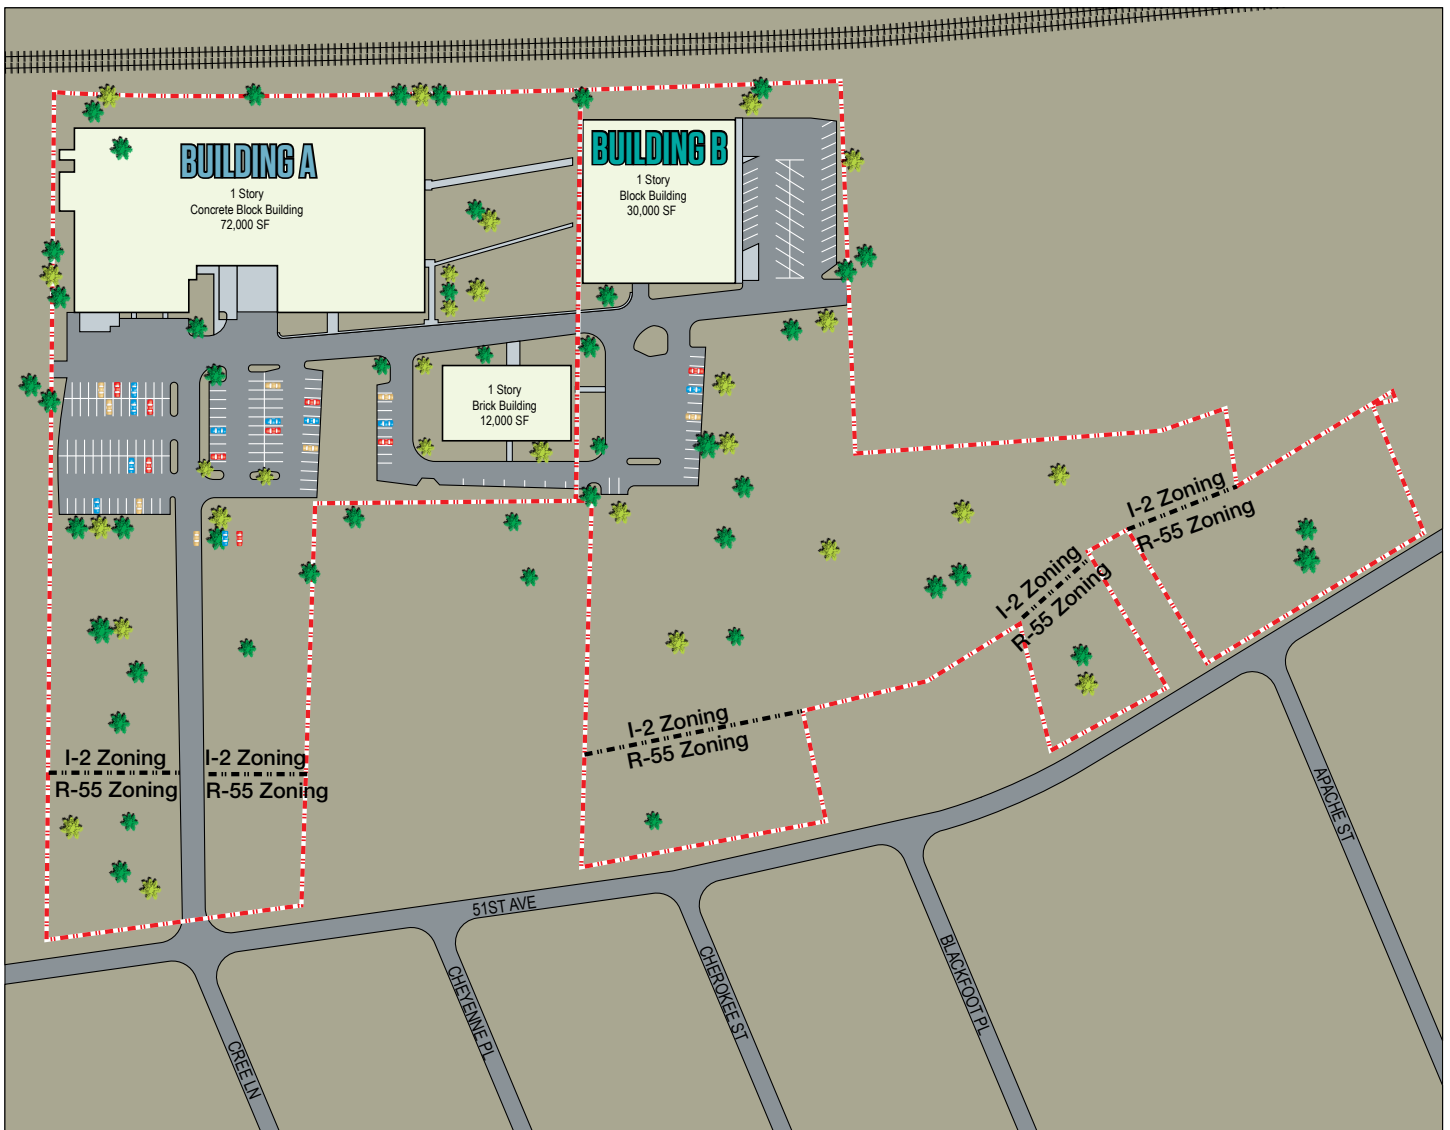 BUILDING A
1 Story
Concrete Block Building
72,000 SF
BUILDING B
1 Story
Block Building
30,000 SF
1 Story
Brick Building
12,000 SF
I-2 Zoning
R-55 Zoning
I-2 Zoning
R-55 Zoning
I-2 Zoning
R-55 Zoning
I-2 Zoning
R-55 Zoning
I-2 Zoning
R-55 Zoning
51ST AVE
CREE LN
CHEYENNE PL
CHEROKEE ST
BLACKFOOT PL
APACHE ST